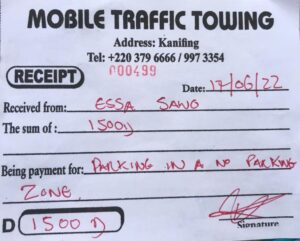 MOBILE TRAFFIC TOWING
Address: Kanifing
Tel: +220 379 6666 / 997 3354
000499
RECEIPT
Date: 17/06/22
Received from: ESSA SAWO
The sum of : 1500D
Being payment for: PARKING IN A NO PARKING
ZONE.
D 1500 D
Signature